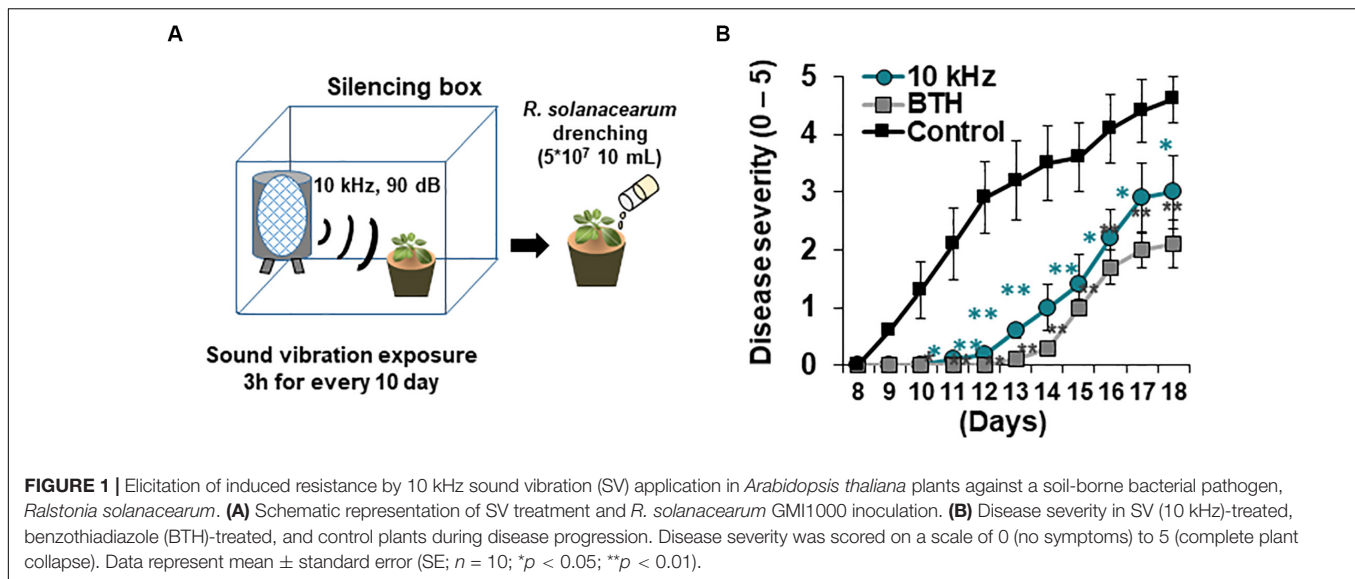 A
Silencing box
10 kHz, 90 dB
R. solanacearum
drenching
(5*10⁷ 10 mL)
Sound vibration exposure
3h for every 10 day
B
Disease severity (0 – 5)
5
4
3
2
1
0
10 kHz
BTH
Control
*
*
*
*
**
**
**
**
*
**
**
**
**
**
**
**
8 9 10 11 12 13 14 15 16 17 18
(Days)
FIGURE 1 | Elicitation of induced resistance by 10 kHz sound vibration (SV) application in Arabidopsis thaliana plants against a soil-borne bacterial pathogen,
Ralstonia solanacearum. (A) Schematic representation of SV treatment and R. solanacearum GMI1000 inoculation. (B) Disease severity in SV (10 kHz)-treated,
benzothiadiazole (BTH)-treated, and control plants during disease progression. Disease severity was scored on a scale of 0 (no symptoms) to 5 (complete plant
collapse). Data represent mean ± standard error (SE; n = 10; *p < 0.05; **p < 0.01).